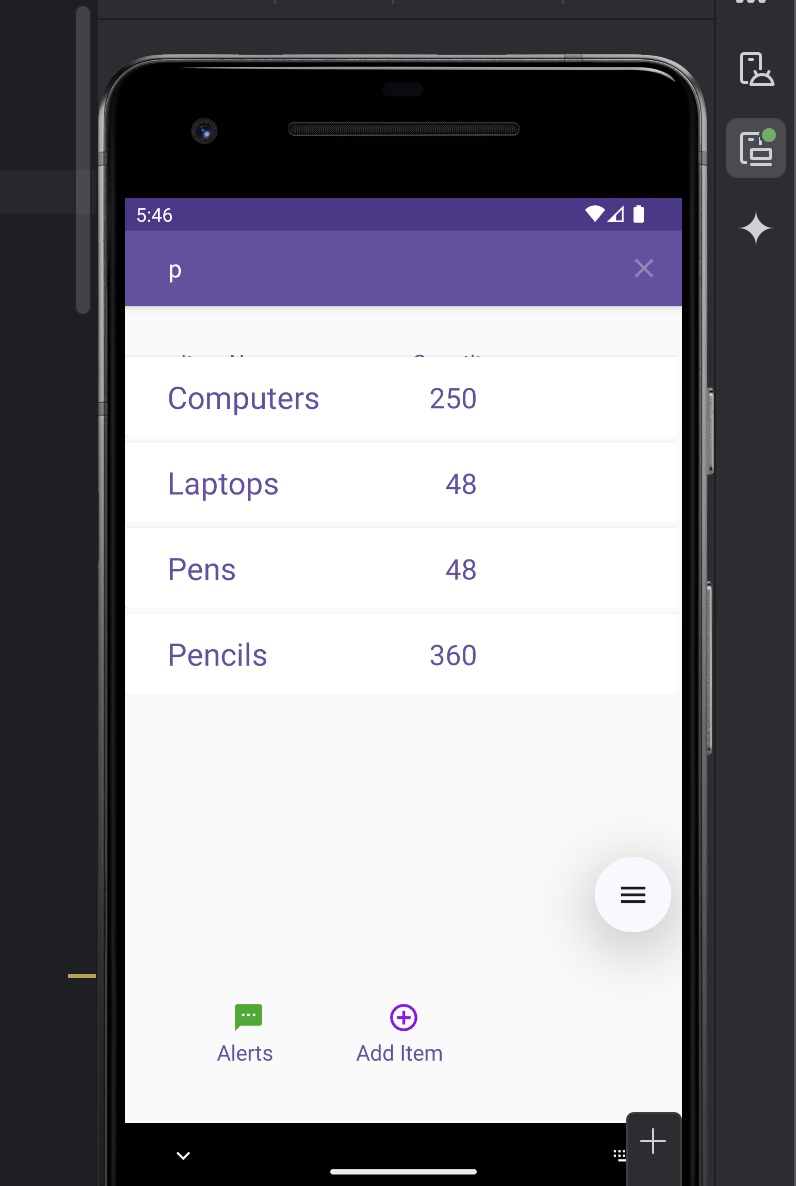 5:46
p
Computers 250
Laptops 48
Pens 48
Pencils 360
Alerts Add Item